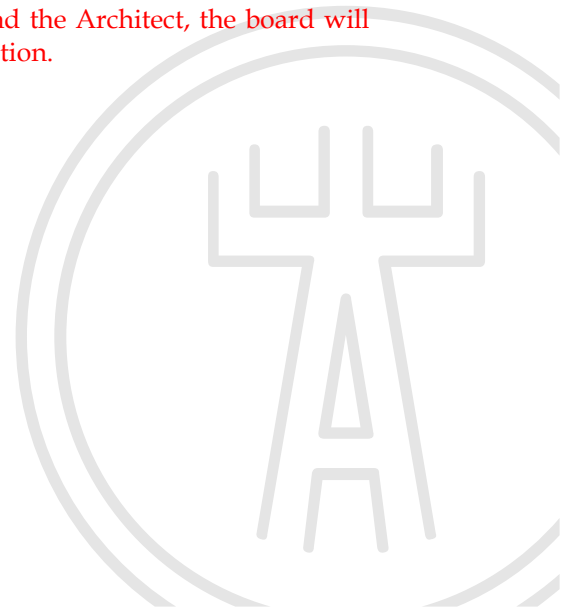 nd the Architect, the board will
tion.